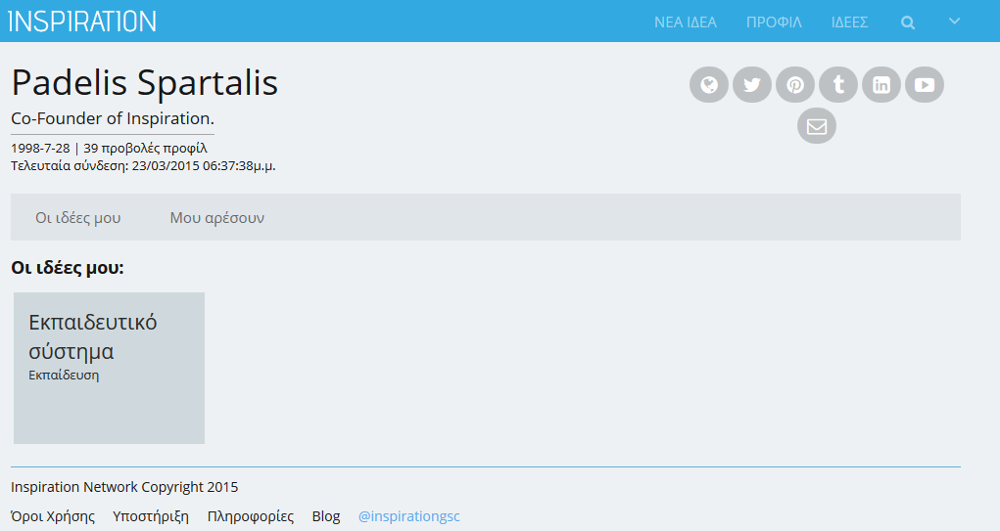 INSPIRATION
ΝΕΑ ΙΔΕΑ ΠΡΟΦΙΛ ΙΔΕΕΣ
Padelis Spartalis
Co-Founder of Inspiration.
1998-7-28 | 39 προβολές προφίλ
Τελευταία σύνδεση: 23/03/2015 06:37:38μ.μ.
Οι ιδέες μου Μου αρέσουν
Οι ιδέες μου:
Εκπαιδευτικό
σύστημα
Εκπαίδευση
Inspiration Network Copyright 2015
Όροι Χρήσης Υποστήριξη Πληροφορίες Blog @inspirationgsc